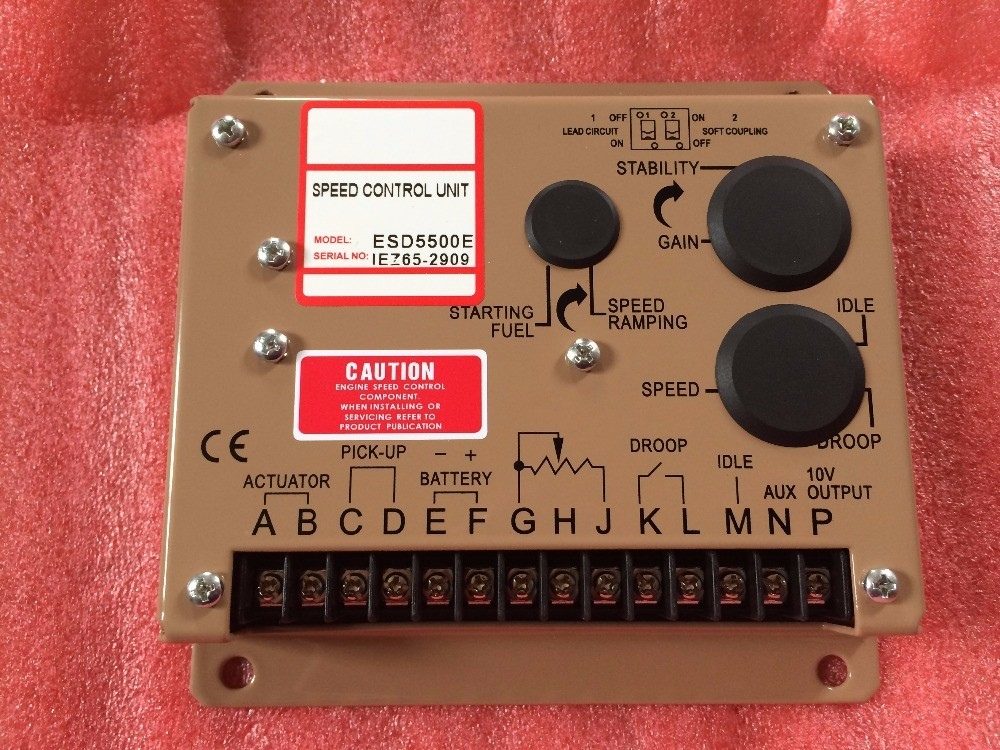 1 OFF O1 O2 ON 2
LEAD CIRCUIT SOFT COUPLING
ON OFF
STABILITY
GAIN
SPEED CONTROL UNIT
MODEL: ESD5500E
SERIAL NO: IEZ65-2909
STARTING
FUEL
SPEED
RAMPING
IDLE
SPEED
DROOP
CAUTION
ENGINE SPEED CONTROL
COMPONENT.
WHEN INSTALLING OR
SERVICING REFER TO
PRODUCT PUBLICATION
CE
PICK-UP
ACTUATOR
− +
BATTERY
DROOP
IDLE
10V
AUX OUTPUT
A B C D E F G H J K L M N P